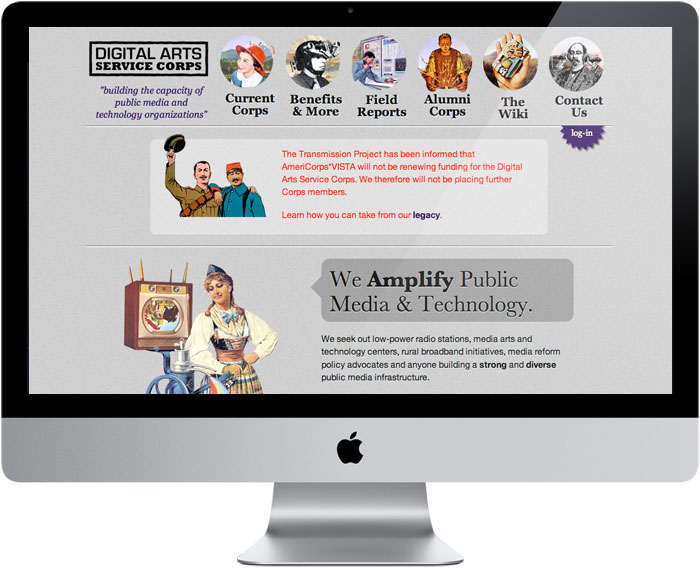 DIGITAL ARTS
SERVICE CORPS
"building the capacity of
public media and
technology organizations"
Current
Corps
Benefits
& More
Field
Reports
Alumni
Corps
The
Wiki
Contact
Us
log-in
The Transmission Project has been informed that
AmeriCorps*VISTA will not be renewing funding for the Digital
Arts Service Corps. We therefore will not be placing further
Corps members.
Learn how you can take from our legacy.
We Amplify Public
Media & Technology.
We seek out low-power radio stations, media arts and
technology centers, rural broadband initiatives, media reform
policy advocates and anyone building a strong and diverse
public media infrastructure.